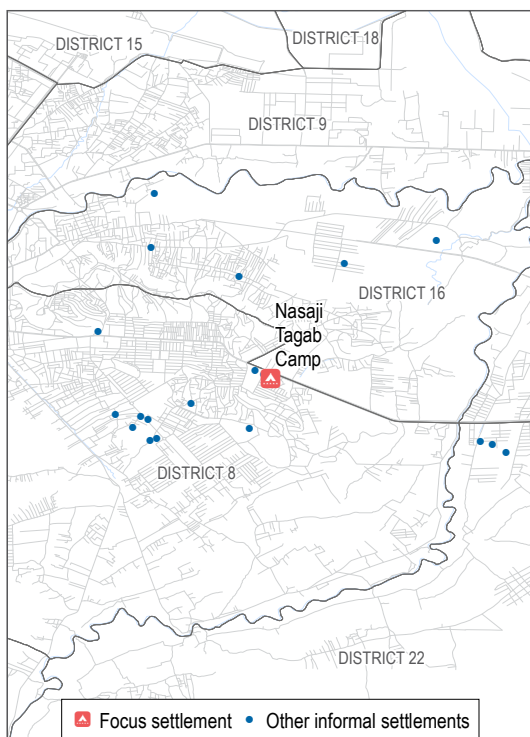 DISTRICT 15
DISTRICT 18
DISTRICT 9
DISTRICT 16
Nasaji
Tagab
Camp
DISTRICT 8
DISTRICT 22
Focus settlement
Other informal settlements